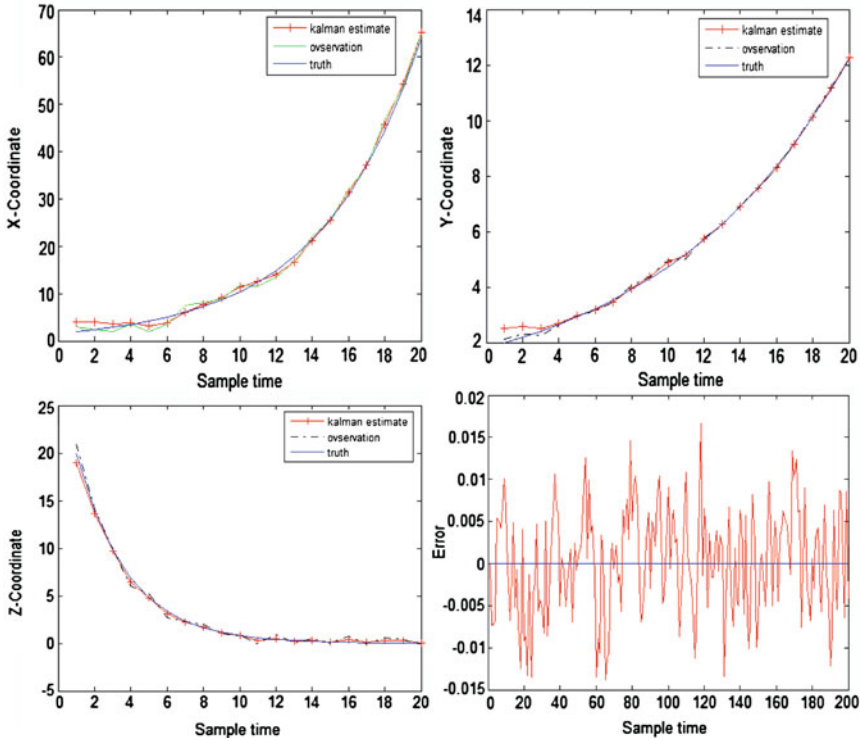 70
60
50
40
30
20
10
0
X-Coordinate
kalman estimate
ovservation
truth
0 2 4 6 8 10 12 14 16 18 20
Sample time
14
12
10
8
6
4
2
Y-Coordinate
kalman estimate
ovservation
truth
0 2 4 6 8 10 12 14 16 18 20
Sample time
25
20
15
10
5
0
-5
Z-Coordinate
kalman estimate
ovservation
truth
0 2 4 6 8 10 12 14 16 18 20
Sample time
0.02
0.015
0.01
0.005
0
-0.005
-0.01
-0.015
Error
0 20 40 60 80 100 120 140 160 180 200
Sample time